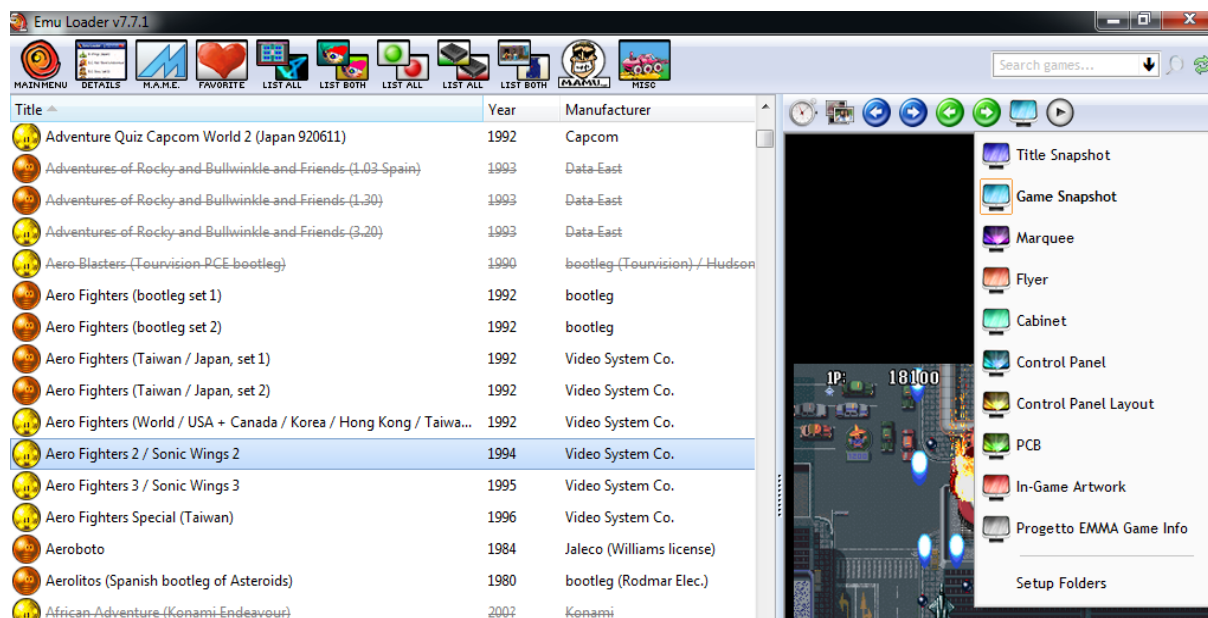 Emu Loader v7.7.1
MAINMENU DETAILS M.A.M.E. FAVORITE LIST ALL LIST BOTH LIST ALL LIST ALL LIST BOTH MAMU_ MISC
Search games...
Title Year Manufacturer
Adventure Quiz Capcom World 2 (Japan 920611) 1992 Capcom
Adventures of Rocky and Bullwinkle and Friends (1.03 Spain) 1993 Data East
Adventures of Rocky and Bullwinkle and Friends (1.30) 1993 Data East
Adventures of Rocky and Bullwinkle and Friends (3.20) 1993 Data East
Aero Blasters (Tourvision PCE bootleg) 1990 bootleg (Tourvision) / Hudson
Aero Fighters (bootleg set 1) 1992 bootleg
Aero Fighters (bootleg set 2) 1992 bootleg
Aero Fighters (Taiwan / Japan, set 1) 1992 Video System Co.
Aero Fighters (Taiwan / Japan, set 2) 1992 Video System Co.
Aero Fighters (World / USA + Canada / Korea / Hong Kong / Taiwa... 1992 Video System Co.
Aero Fighters 2 / Sonic Wings 2 1994 Video System Co.
Aero Fighters 3 / Sonic Wings 3 1995 Video System Co.
Aero Fighters Special (Taiwan) 1996 Video System Co.
Aeroboto 1984 Jaleco (Williams license)
Aerolitos (Spanish bootleg of Asteroids) 1980 bootleg (Rodmar Elec.)
African Adventure (Konami Endeavour) 200? Konami
1P: 18100
Title Snapshot
Game Snapshot
Marquee
Flyer
Cabinet
Control Panel
Control Panel Layout
PCB
In-Game Artwork
Progetto EMMA Game Info
Setup Folders